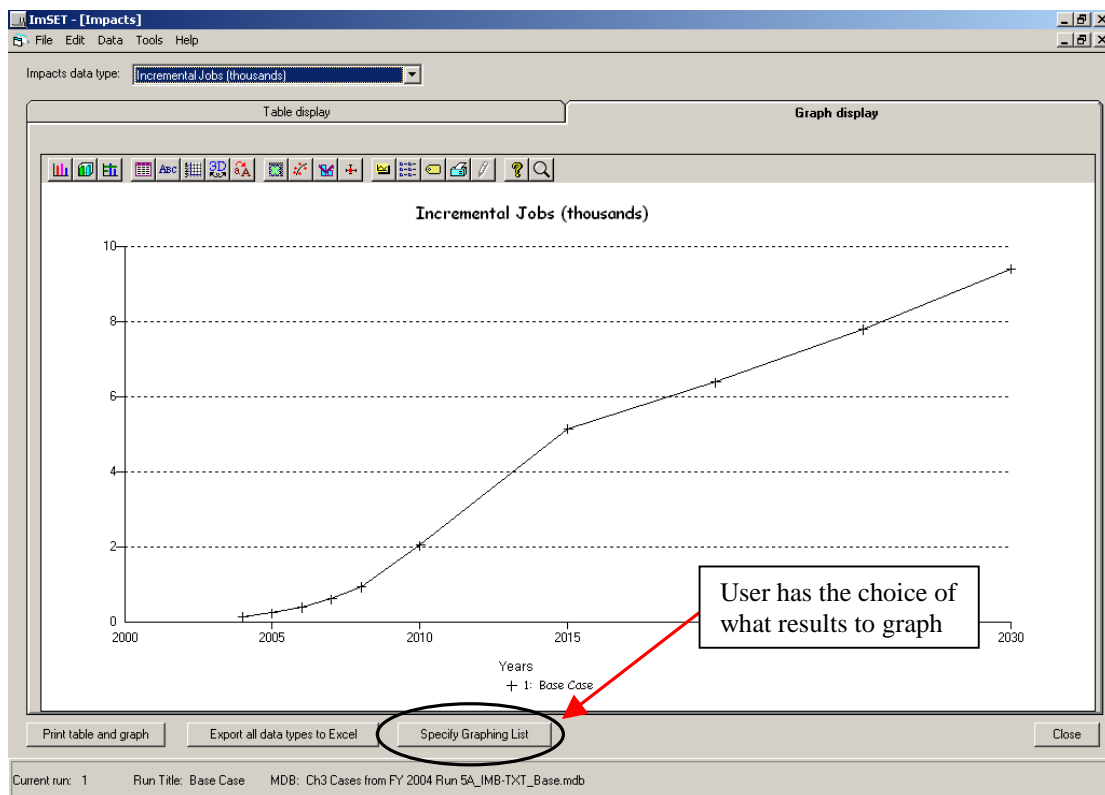 ImSET - [Impacts]
File Edit Data Tools Help
Impacts data type: Incremental Jobs (thousands)
Table display Graph display
ABC 3D aA
Incremental Jobs (thousands)
10
8
6
4
2
0
2000 2005 2010 2015 2030
Years
1: Base Case
User has the choice of
what results to graph
Print table and graph Export all data types to Excel Specify Graphing List Close
Current run: 1 Run Title: Base Case MDB: Ch3 Cases from FY 2004 Run 5A_IMB-TXT_Base.mdb